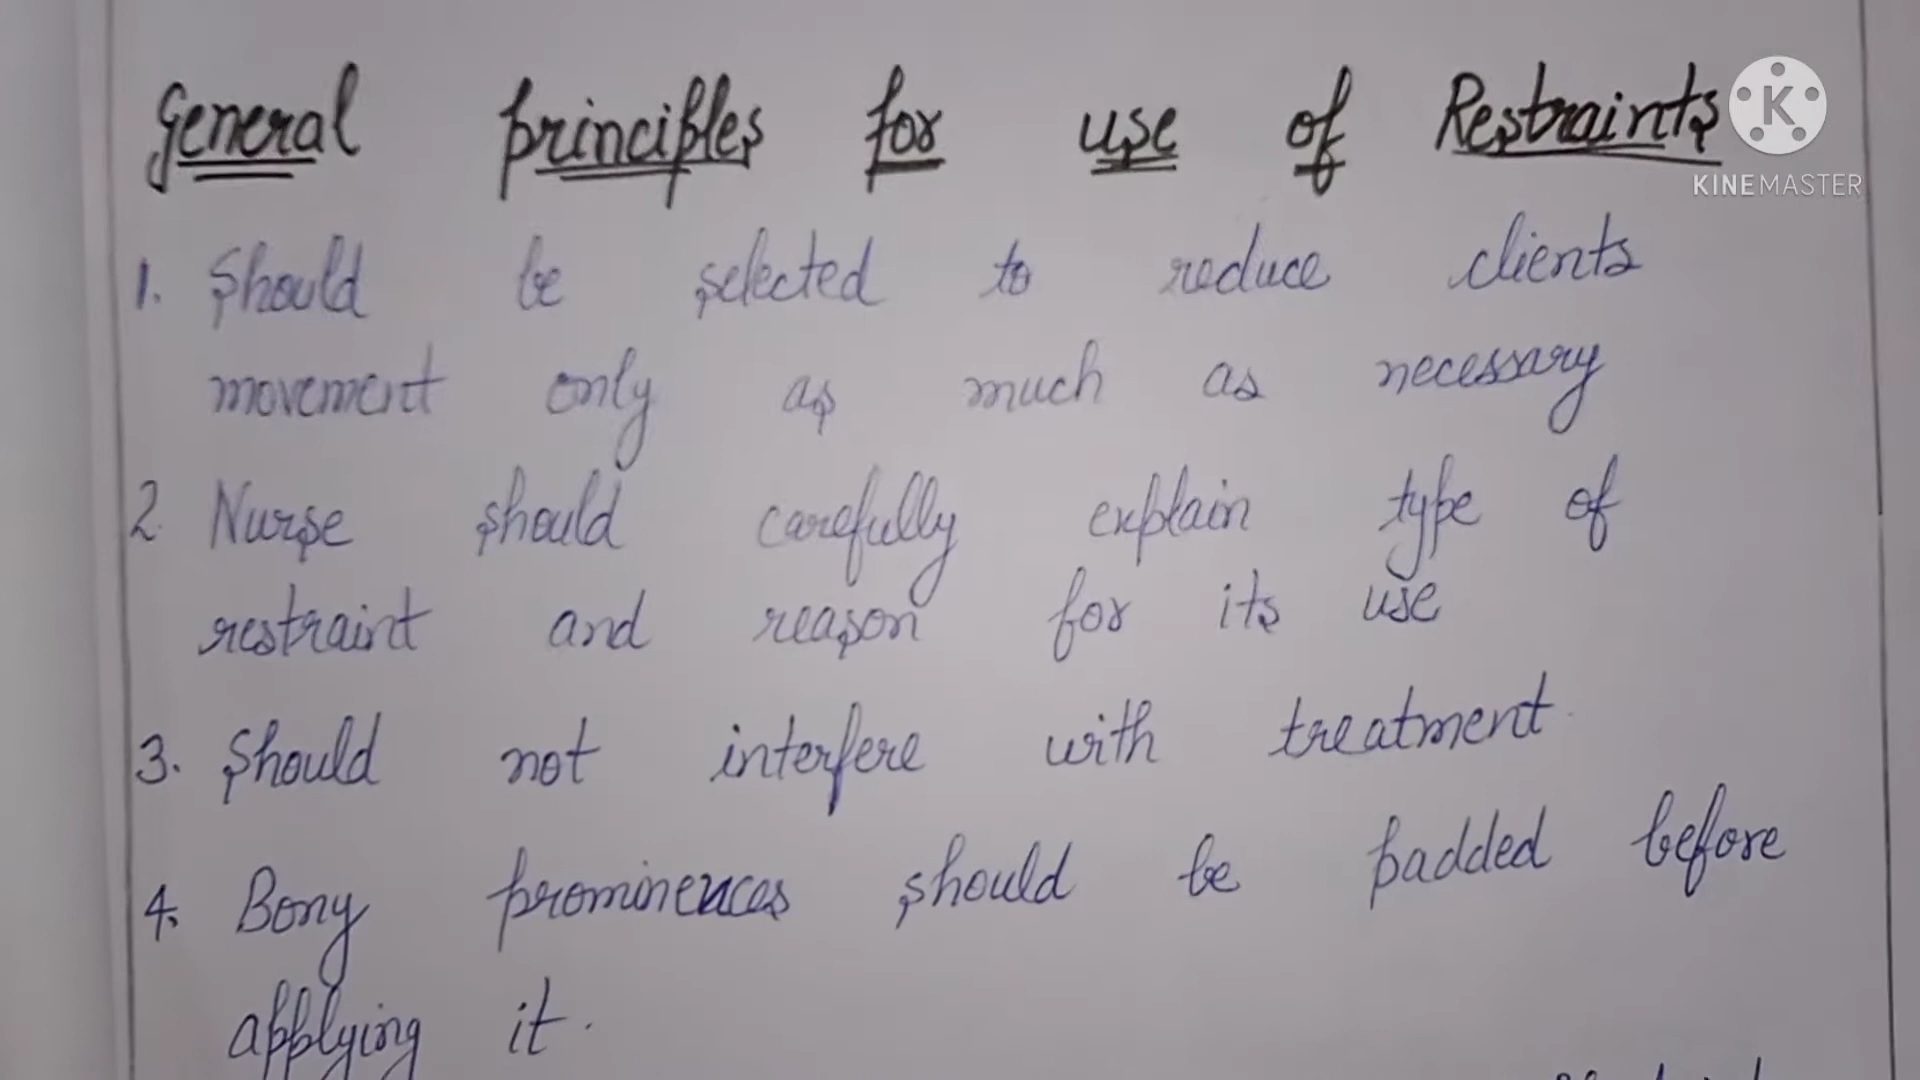 General principles for use of Restraints
K
KINEMASTER
1. Should be selected to reduce clients
movement only as much as necessary
2. Nurse should carefully explain type of
restraint and reason for its use
3. Should not interfere with treatment
4. Bony prominences should be padded before
applying it.